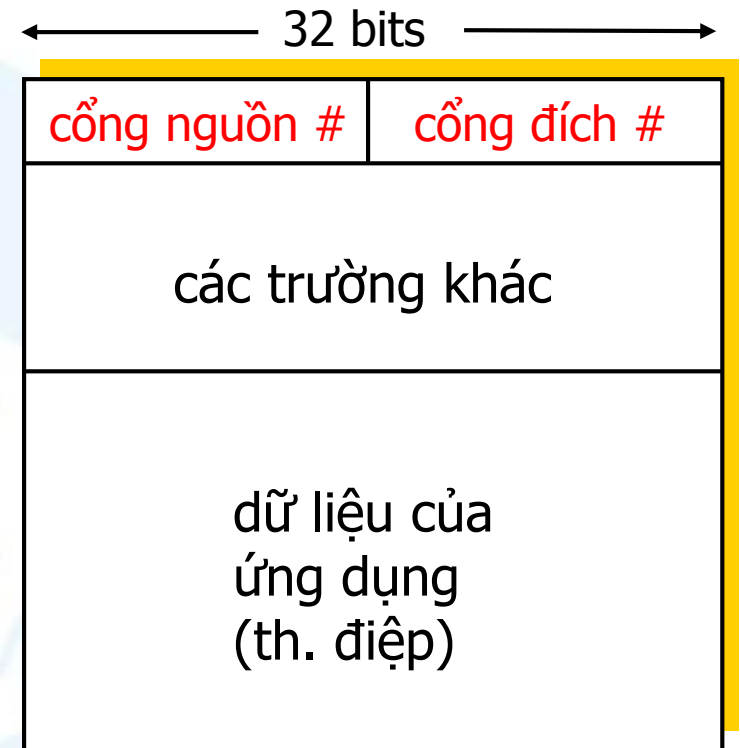 32 bits
cổng nguồn #
cổng đích #
các trường khác
dữ liệu của
ứng dụng
(th. điệp)